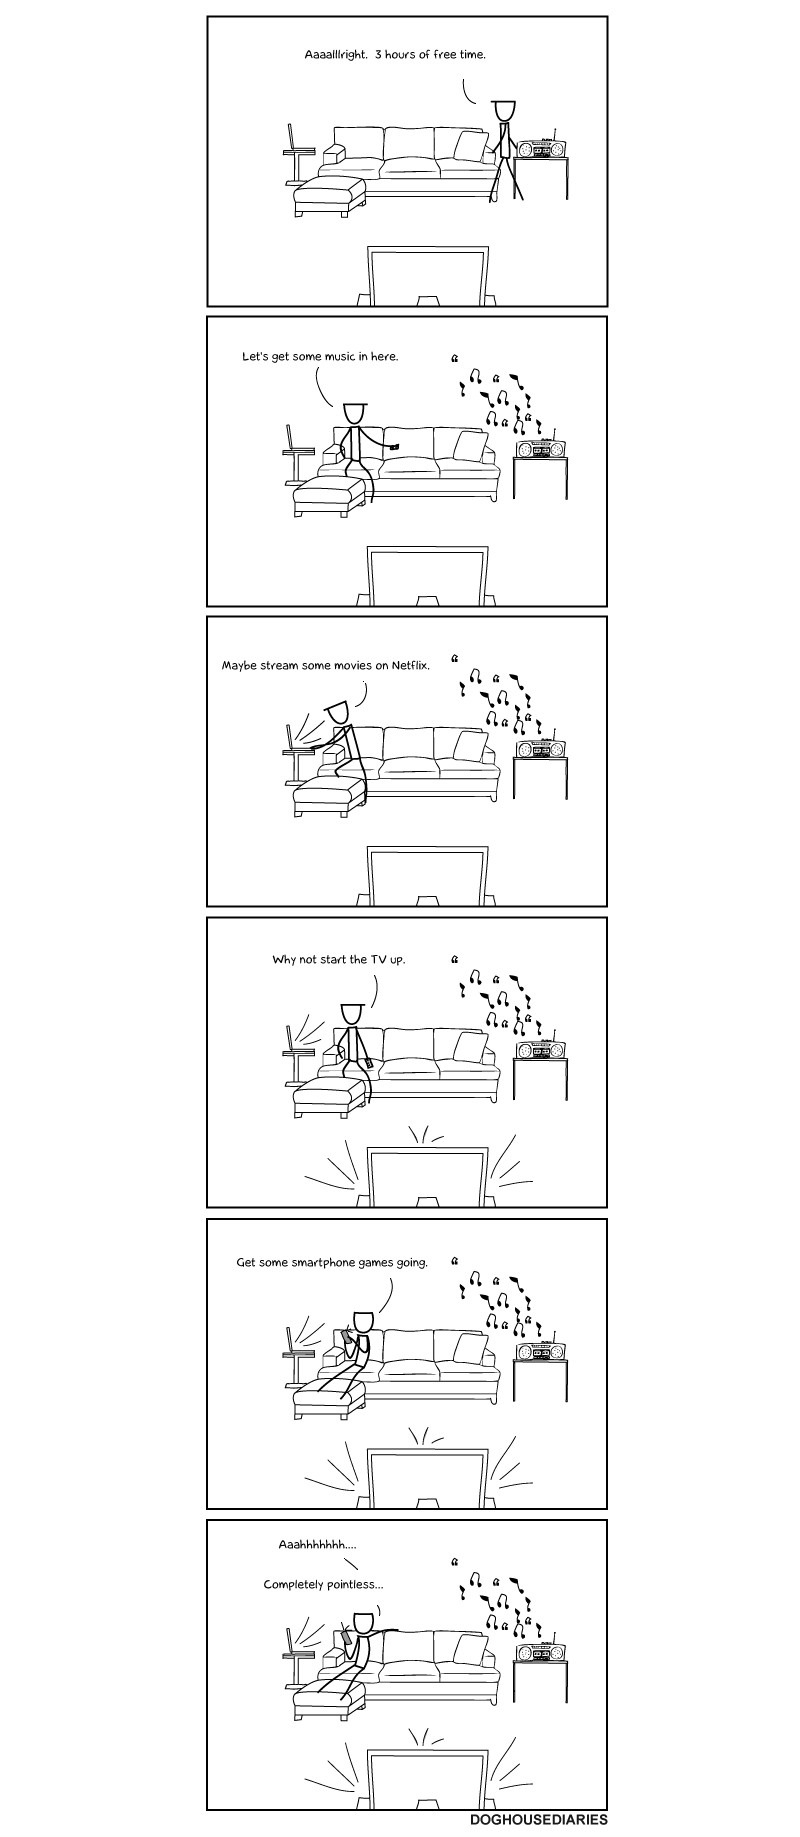 Aaaalllright.  3 hours of free time.
Let's get some music in here.
Maybe stream some movies on Netflix.
Why not start the TV up.
Get some smartphone games going.
Aaahhhhhhh....
Completely pointless...
DOGHOUSEDIARIES